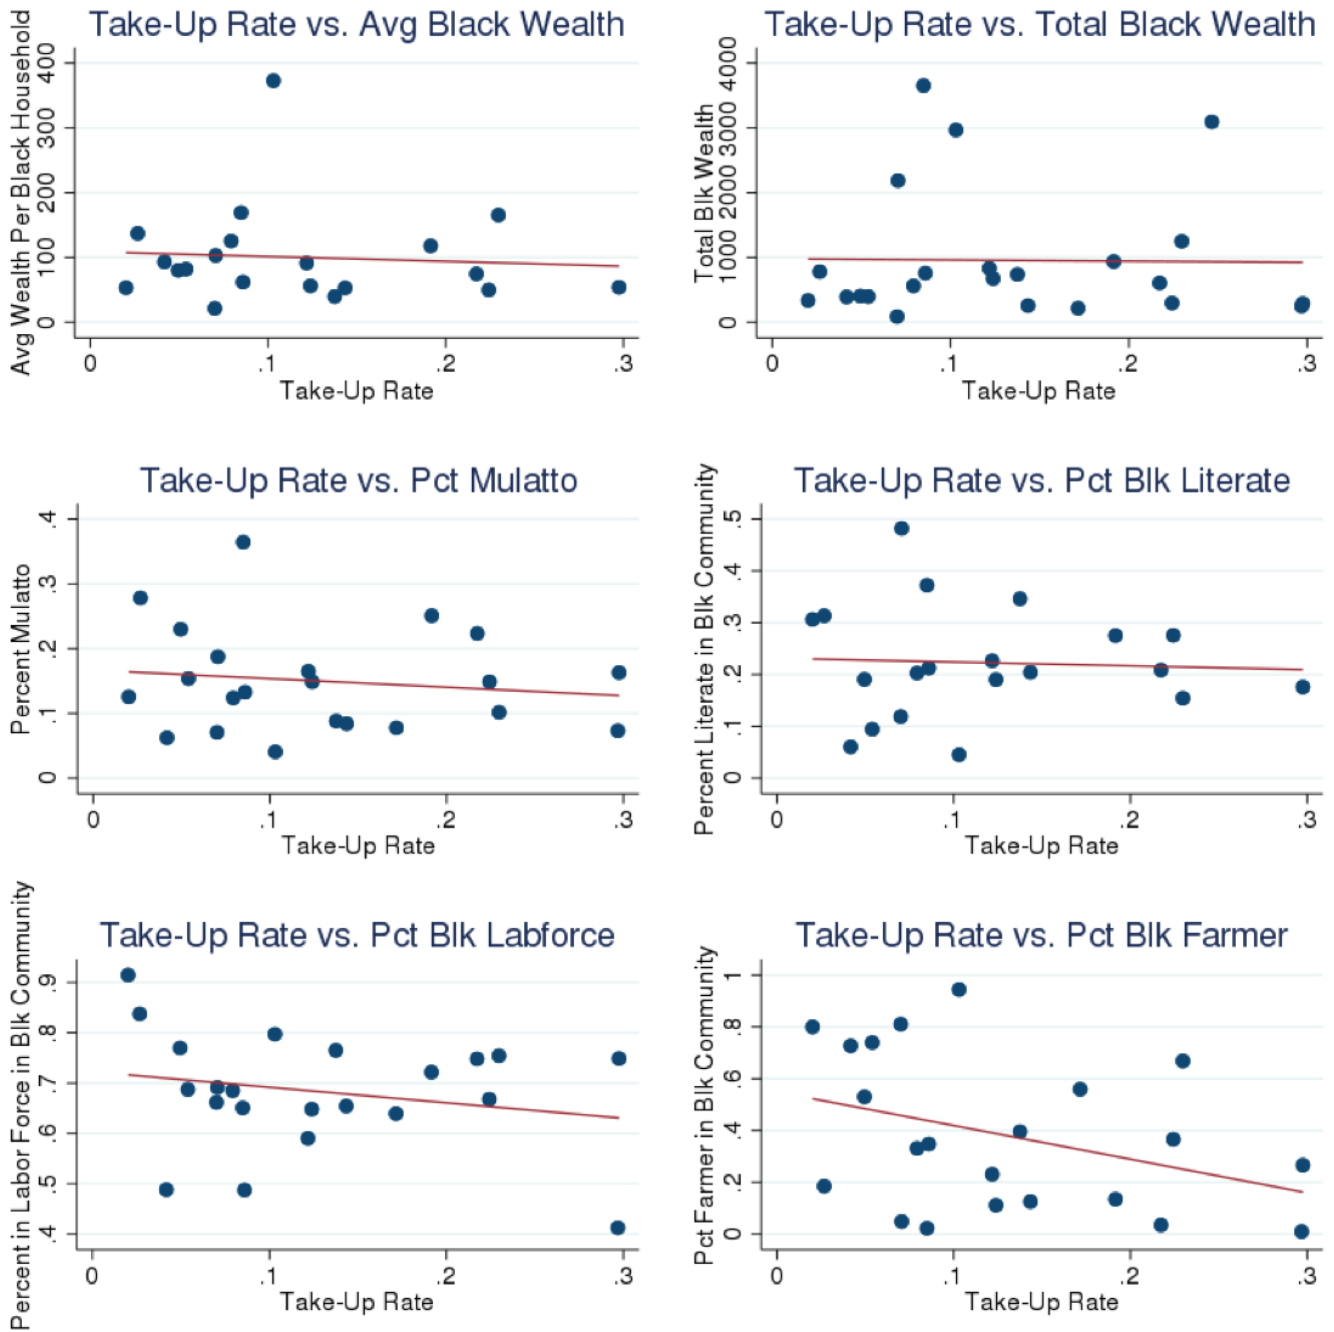 Take-Up Rate vs. Avg Black Wealth
Avg Wealth Per Black Household
400
300
200
100
0
0 .1 .2 .3
Take-Up Rate
Take-Up Rate vs. Total Black Wealth
Total Blk Wealth
4000
3000
2000
1000
0
0 .1 .2 .3
Take-Up Rate
Take-Up Rate vs. Pct Mulatto
Percent Mulatto
.4
.3
.2
.1
0
0 .1 .2 .3
Take-Up Rate
Take-Up Rate vs. Pct Blk Literate
Percent Literate in Blk Community
.5
.4
.3
.2
.1
0
0 .1 .2 .3
Take-Up Rate
Take-Up Rate vs. Pct Blk Labforce
Percent in Labor Force in Blk Community
.9
.8
.7
.6
.5
.4
0 .1 .2 .3
Take-Up Rate
Take-Up Rate vs. Pct Blk Farmer
Pct Farmer in Blk Community
1
.8
.6
.4
.2
0
0 .1 .2 .3
Take-Up Rate